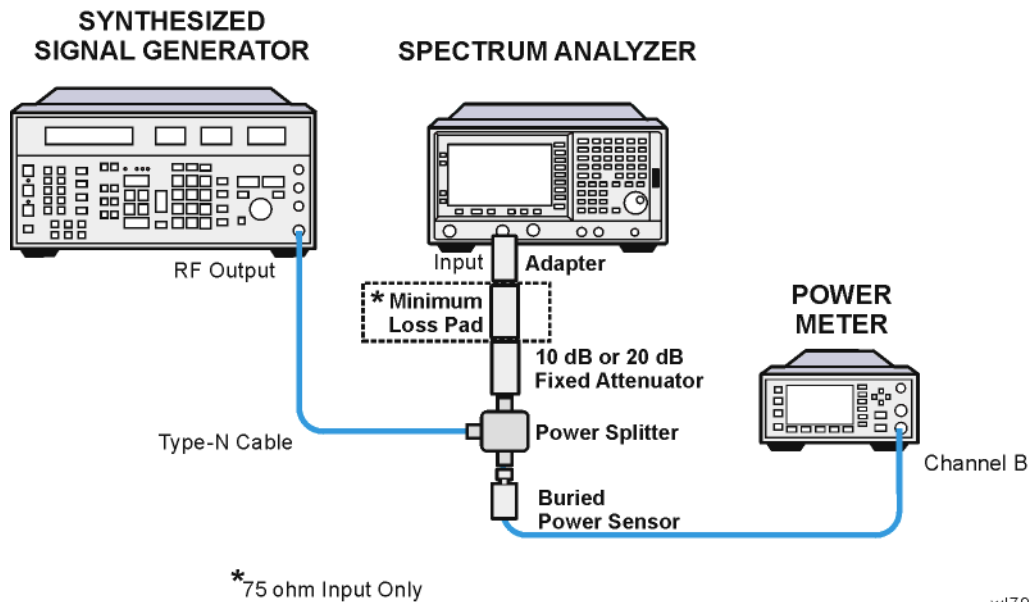 SYNTHESIZED
SIGNAL GENERATOR
SPECTRUM ANALYZER
RF Output
Input
Adapter
* Minimum
Loss Pad
POWER
METER
10 dB or 20 dB
Fixed Attenuator
Type-N Cable
Power Splitter
Channel B
Buried
Power Sensor
*75 ohm Input Only